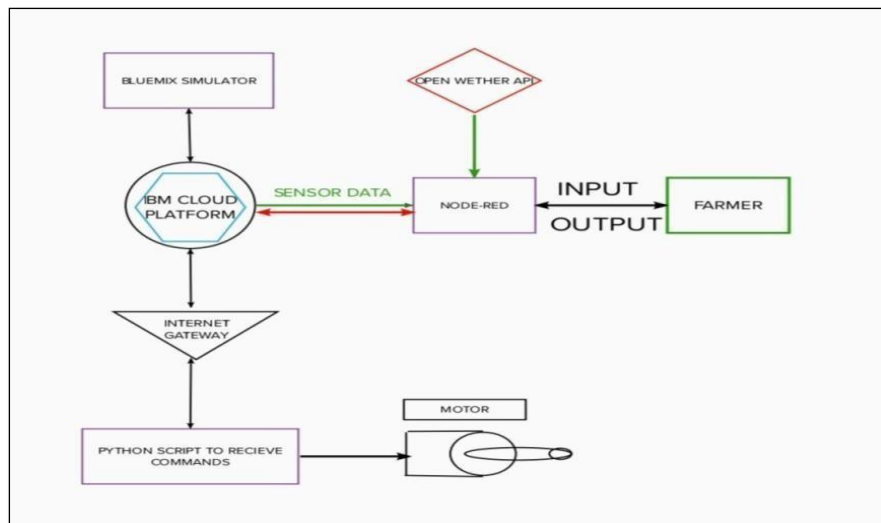 BLUEMIX SIMULATOR
OPEN WETHER API
IBM CLOUD
PLATFORM
SENSOR DATA
NODE-RED
INPUT
OUTPUT
FARMER
INTERNET
GATEWAY
MOTOR
PYTHON SCRIPT TO RECIEVE
COMMANDS